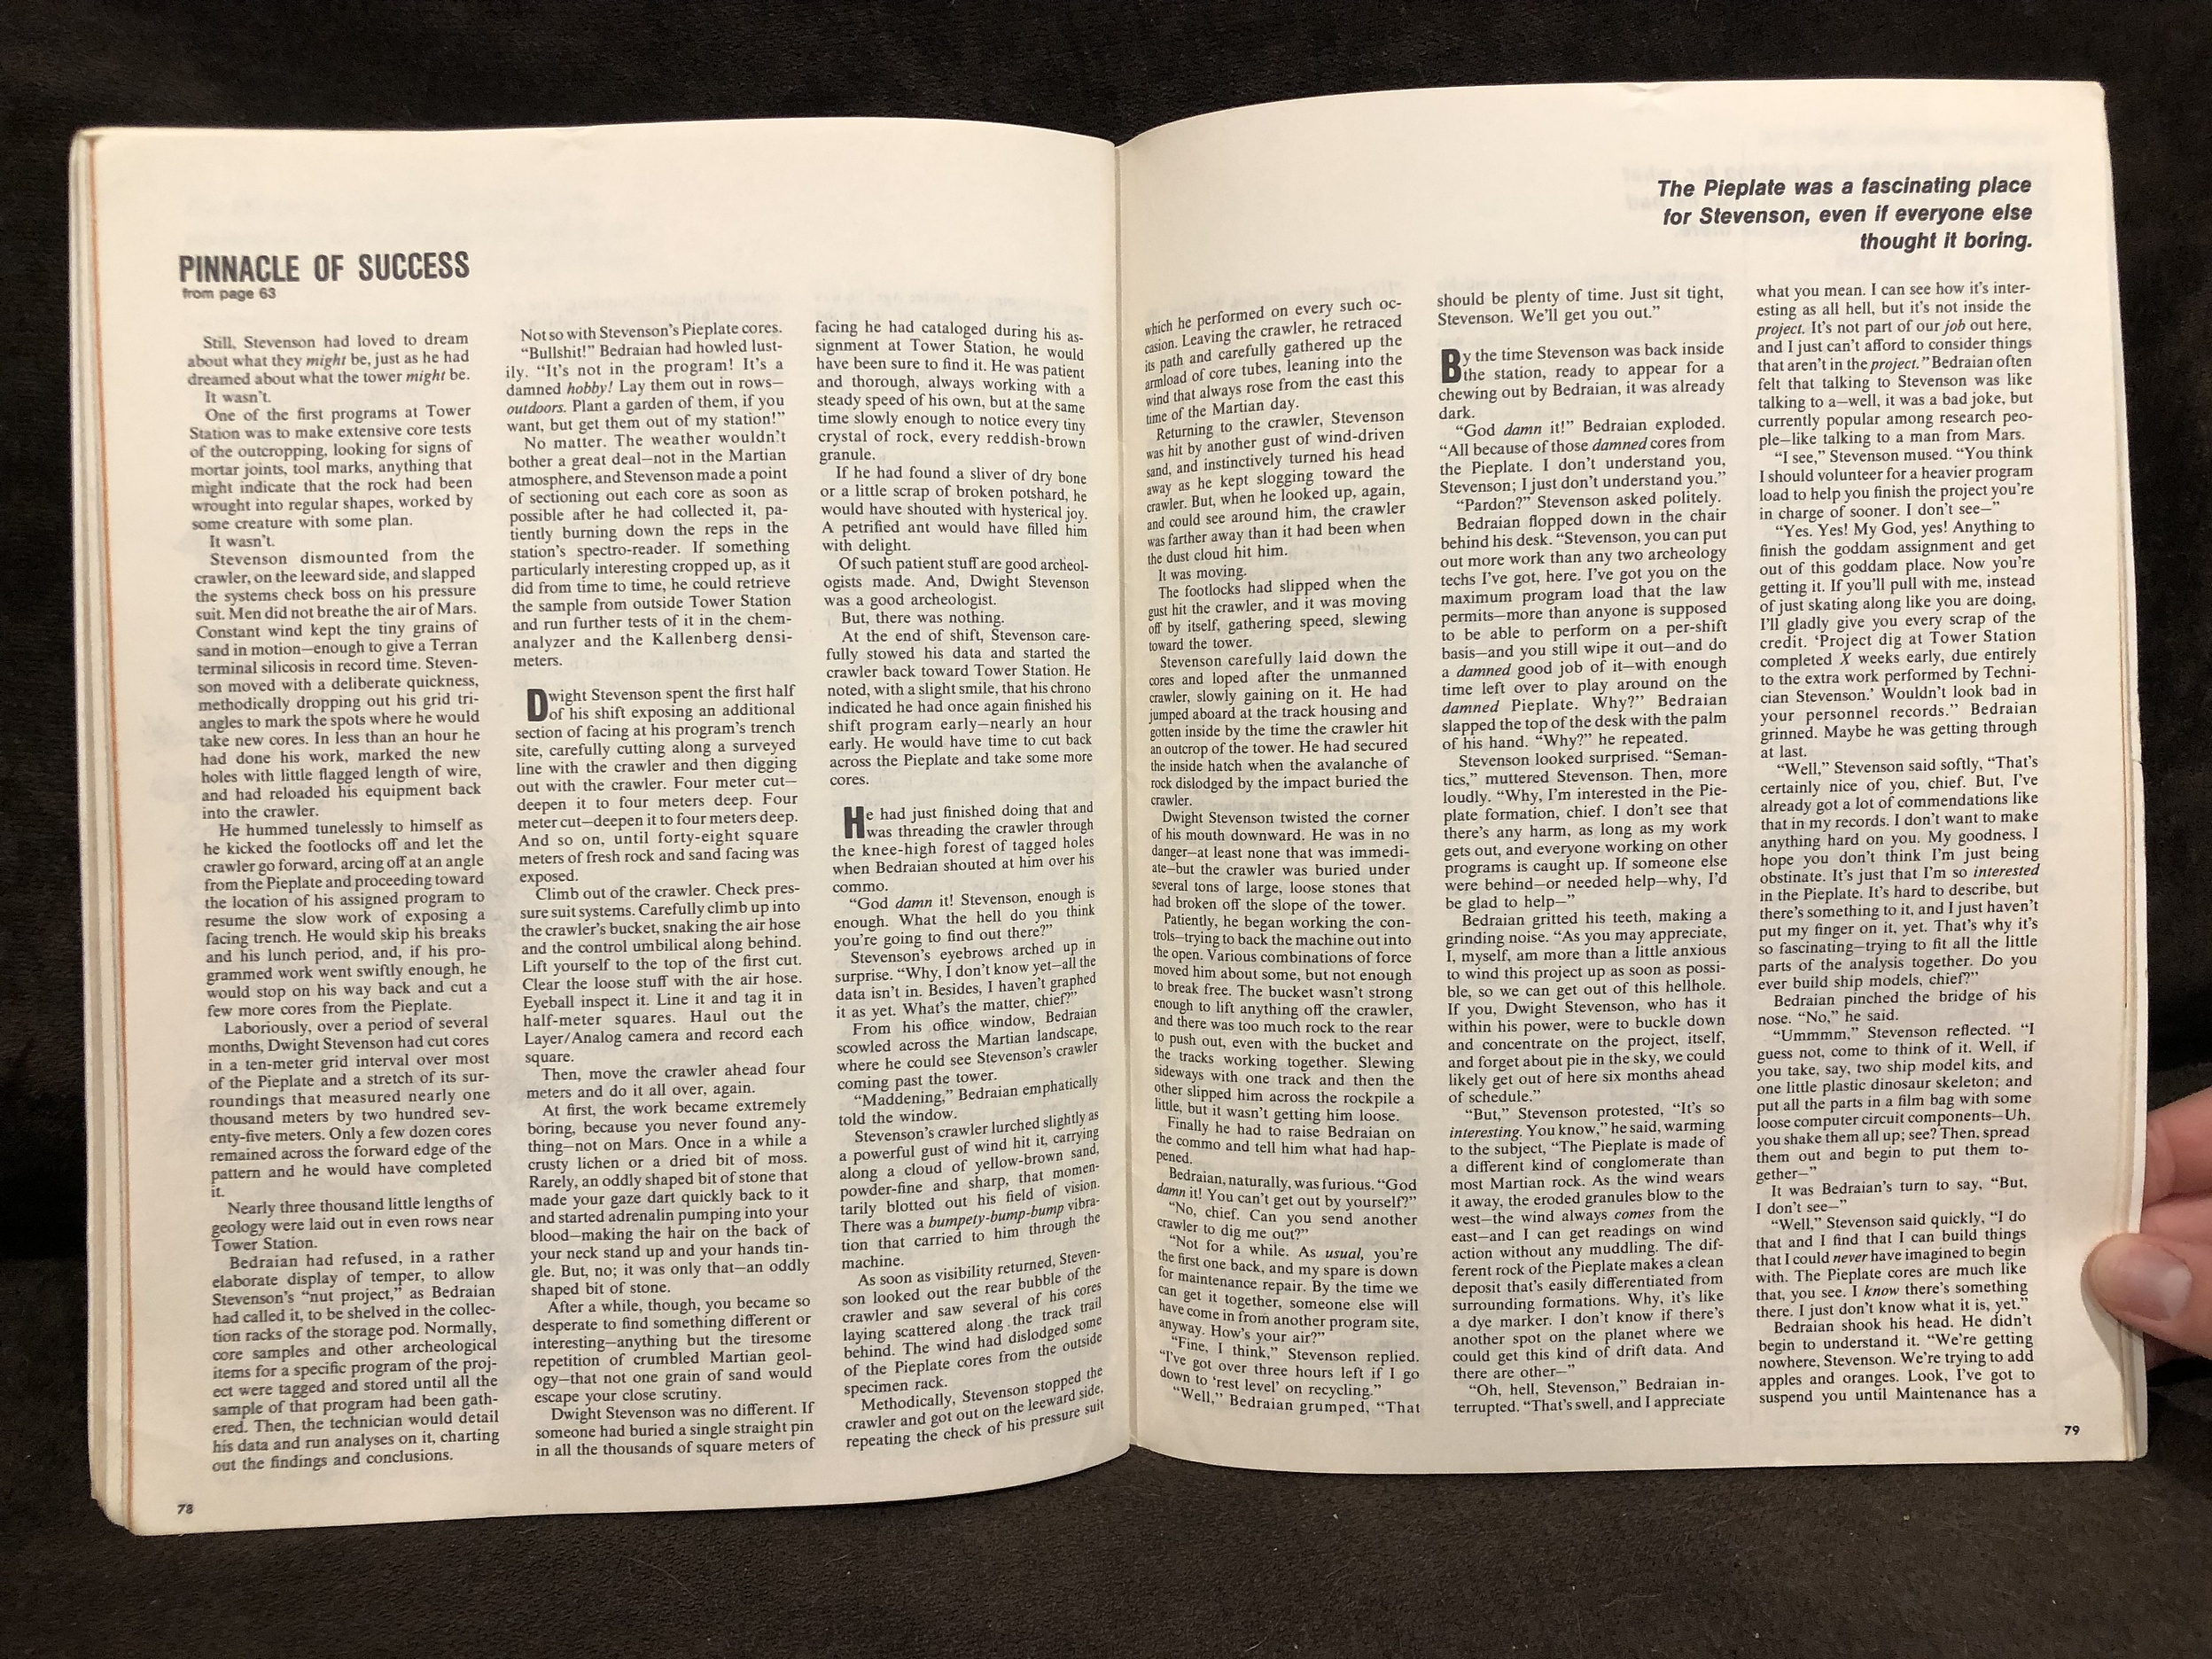 PINNACLE OF SUCCESS
from page 63
Still, Stevenson had loved to dream
about what they might be, just as he had
dreamed about what the tower might be.
It wasn't.
One of the first programs at Tower
Station was to make extensive core tests
of the outcropping, looking for signs of
mortar joints, tool marks, anything that
might indicate that the rock had been
wrought into regular shapes, worked by
some creature with some plan.
It wasn't.
Stevenson dismounted from the
crawler, on the leeward side, and slapped
the systems check boss on his pressure
suit. Men did not breathe the air of Mars.
Constant wind kept the tiny grains of
sand in motion—enough to give a Terran
terminal silicosis in record time. Steven-
son moved with a deliberate quickness,
methodically dropping out his grid tri-
angles to mark the spots where he would
take new cores. In less than an hour he
had done his work, marked the new
holes with little flagged length of wire,
and had reloaded his equipment back
into the crawler.
He hummed tunelessly to himself as
he kicked the footlocks off and let the
crawler go forward, arcing off at an angle
from the Pieplate and proceeding toward
the location of his assigned program to
resume the slow work of exposing a
facing trench. He would skip his breaks
and his lunch period, and, if his pro-
grammed work went swiftly enough, he
would stop on his way back and cut a
few more cores from the Pieplate.
Laboriously, over a period of several
months, Dwight Stevenson had cut cores
in a ten-meter grid interval over most
of the Pieplate and a stretch of its sur-
roundings that measured nearly one
thousand meters by two hundred sev-
enty-five meters. Only a few dozen cores
remained across the forward edge of the
pattern and he would have completed
it.
Nearly three thousand little lengths of
geology were laid out in even rows near
Tower Station.
Bedraian had refused, in a rather
elaborate display of temper, to allow
Stevenson's "nut project," as Bedraian
had called it, to be shelved in the collec-
tion racks of the storage pod. Normally,
core samples and other archeological
items for a specific program of the proj-
ect were tagged and stored until all the
sample of that program had been gath-
ered. Then, the technician would detail
his data and run analyses on it, charting
out the findings and conclusions.
Not so with Stevenson's Pieplate cores.
"Bullshit!" Bedraian had howled lust-
ily. "It's not in the program! It's a
damned hobby! Lay them out in rows—
outdoors. Plant a garden of them, if you
want, but get them out of my station!"
No matter. The weather wouldn't
bother a great deal—not in the Martian
atmosphere, and Stevenson made a point
of sectioning out each core as soon as
possible after he had collected it, pa-
tiently burning down the reps in the
station's spectro-reader. If something
particularly interesting cropped up, as it
did from time to time, he could retrieve
the sample from outside Tower Station
and run further tests of it in the chem-
analyzer and the Kallenberg densi-
meters.
Dwight Stevenson spent the first half
of his shift exposing an additional
section of facing at his program's trench
site, carefully cutting along a surveyed
line with the crawler and then digging
out with the crawler. Four meter cut—
deepen it to four meters deep. Four
meter cut—deepen it to four meters deep.
And so on, until forty-eight square
meters of fresh rock and sand facing was
exposed.
Climb out of the crawler. Check pres-
sure suit systems. Carefully climb up into
the crawler's bucket, snaking the air hose
and the control umbilical along behind.
Lift yourself to the top of the first cut.
Clear the loose stuff with the air hose.
Eyeball inspect it. Line it and tag it in
half-meter squares. Haul out the
Layer/Analog camera and record each
square.
Then, move the crawler ahead four
meters and do it all over, again.
At first, the work became extremely
boring, because you never found any-
thing—not on Mars. Once in a while a
crusty lichen or a dried bit of moss.
Rarely, an oddly shaped bit of stone that
made your gaze dart quickly back to it
and started adrenalin pumping into your
blood—making the hair on the back of
your neck stand up and your hands tin-
gle. But, no; it was only that—an oddly
shaped bit of stone.
After a while, though, you became so
desperate to find something different or
interesting—anything but the tiresome
repetition of crumbled Martian geol-
ogy—that not one grain of sand would
escape your close scrutiny.
Dwight Stevenson was no different. If
someone had buried a single straight pin
in all the thousands of square meters of
facing he had cataloged during his as-
signment at Tower Station, he would
have been sure to find it. He was patient
and thorough, always working with a
steady speed of his own, but at the same
time slowly enough to notice every tiny
crystal of rock, every reddish-brown
granule.
If he had found a sliver of dry bone
or a little scrap of broken potshard, he
would have shouted with hysterical joy.
A petrified ant would have filled him
with delight.
Of such patient stuff are good archeol-
ogists made. And, Dwight Stevenson
was a good archeologist.
But, there was nothing.
At the end of shift, Stevenson care-
fully stowed his data and started the
crawler back toward Tower Station. He
noted, with a slight smile, that his chrono
indicated he had once again finished his
shift program early—nearly an hour
early. He would have time to cut back
across the Pieplate and take some more
cores.
He had just finished doing that and
was threading the crawler through
the knee-high forest of tagged holes
when Bedraian shouted at him over his
commo.
"God damn it! Stevenson, enough is
enough. What the hell do you think
you're going to find out there?"
Stevenson's eyebrows arched up in
surprise. "Why, I don't know yet—all the
data isn't in. Besides, I haven't graphed
it as yet. What's the matter, chief?"
From his office window, Bedraian
scowled across the Martian landscape,
where he could see Stevenson's crawler
coming past the tower.
"Maddening," Bedraian emphatically
told the window.
Stevenson's crawler lurched slightly as
a powerful gust of wind hit it, carrying
along a cloud of yellow-brown sand,
powder-fine and sharp, that momen-
tarily blotted out his field of vision.
There was a bumpety-bump-bump vibra-
tion that carried to him through the
machine.
As soon as visibility returned, Steven-
son looked out the rear bubble of the
crawler and saw several of his cores
laying scattered along the track trail
behind. The wind had dislodged some
of the Pieplate cores from the outside
specimen rack.
Methodically, Stevenson stopped the
crawler and got out on the leeward side,
repeating the check of his pressure suit
78
The Pieplate was a fascinating place
for Stevenson, even if everyone else
thought it boring.
which he performed on every such oc-
casion. Leaving the crawler, he retraced
its path and carefully gathered up the
armload of core tubes, leaning into the
wind that always rose from the east this
time of the Martian day.
Returning to the crawler, Stevenson
was hit by another gust of wind-driven
sand, and instinctively turned his head
away as he kept slogging toward the
crawler. But, when he looked up, again,
and could see around him, the crawler
was farther away than it had been when
the dust cloud hit him.
It was moving.
The footlocks had slipped when the
gust hit the crawler, and it was moving
off by itself, gathering speed, slewing
toward the tower.
Stevenson carefully laid down the
cores and loped after the unmanned
crawler, slowly gaining on it. He had
jumped aboard at the track housing and
gotten inside by the time the crawler hit
an outcrop of the tower. He had secured
the inside hatch when the avalanche of
rock dislodged by the impact buried the
crawler.
Dwight Stevenson twisted the corner
of his mouth downward. He was in no
danger—at least none that was immedi-
ate—but the crawler was buried under
several tons of large, loose stones that
had broken off the slope of the tower.
Patiently, he began working the con-
trols—trying to back the machine out into
the open. Various combinations of force
moved him about some, but not enough
to break free. The bucket wasn't strong
enough to lift anything off the crawler,
and there was too much rock to the rear
to push out, even with the bucket and
the tracks working together. Slewing
sideways with one track and then the
other slipped him across the rockpile a
little, but it wasn't getting him loose.
Finally he had to raise Bedraian on
the commo and tell him what had hap-
pened.
Bedraian, naturally, was furious. "God
damn it! You can't get out by yourself?"
"No, chief. Can you send another
crawler to dig me out?"
"Not for a while. As usual, you're
the first one back, and my spare is down
for maintenance repair. By the time we
can get it together, someone else will
have come in from another program site,
anyway. How's your air?"
"Fine, I think," Stevenson replied.
"I've got over three hours left if I go
down to 'rest level' on recycling."
"Well," Bedraian grumped, "That
should be plenty of time. Just sit tight,
Stevenson. We'll get you out."
By the time Stevenson was back inside
the station, ready to appear for a
chewing out by Bedraian, it was already
dark.
"God damn it!" Bedraian exploded.
"All because of those damned cores from
the Pieplate. I don't understand you,
Stevenson; I just don't understand you."
"Pardon?" Stevenson asked politely.
Bedraian flopped down in the chair
behind his desk. "Stevenson, you can put
out more work than any two archeology
techs I've got, here. I've got you on the
maximum program load that the law
permits—more than anyone is supposed
to be able to perform on a per-shift
basis—and you still wipe it out—and do
a damned good job of it—with enough
time left over to play around on the
damned Pieplate. Why?" Bedraian
slapped the top of the desk with the palm
of his hand. "Why?" he repeated.
Stevenson looked surprised. "Seman-
tics," muttered Stevenson. Then, more
loudly. "Why, I'm interested in the Pie-
plate formation, chief. I don't see that
there's any harm, as long as my work
gets out, and everyone working on other
programs is caught up. If someone else
were behind—or needed help—why, I'd
be glad to help—"
Bedraian gritted his teeth, making a
grinding noise. "As you may appreciate,
I, myself, am more than a little anxious
to wind this project up as soon as possi-
ble, so we can get out of this hellhole.
If you, Dwight Stevenson, who has it
within his power, were to buckle down
and concentrate on the project, itself,
and forget about pie in the sky, we could
likely get out of here six months ahead
of schedule."
"But," Stevenson protested, "It's so
interesting. You know," he said, warming
to the subject, "The Pieplate is made of
a different kind of conglomerate than
most Martian rock. As the wind wears
it away, the eroded granules blow to the
west—the wind always comes from the
east—and I can get readings on wind
action without any muddling. The dif-
ferent rock of the Pieplate makes a clean
deposit that's easily differentiated from
surrounding formations. Why, it's like
a dye marker. I don't know if there's
another spot on the planet where we
could get this kind of drift data. And
there are other—"
"Oh, hell, Stevenson," Bedraian in-
terrupted. "That's swell, and I appreciate
what you mean. I can see how it's inter-
esting as all hell, but it's not inside the
project. It's not part of our job out here,
and I just can't afford to consider things
that aren't in the project." Bedraian often
felt that talking to Stevenson was like
talking to a—well, it was a bad joke, but
currently popular among research peo-
ple—like talking to a man from Mars.
"I see," Stevenson mused. "You think
I should volunteer for a heavier program
load to help you finish the project you're
in charge of sooner. I don't see—"
"Yes. Yes! My God, yes! Anything to
finish the goddam assignment and get
out of this goddam place. Now you're
getting it. If you'll pull with me, instead
of just skating along like you are doing,
I'll gladly give you every scrap of the
credit. 'Project dig at Tower Station
completed X weeks early, due entirely
to the extra work performed by Techni-
cian Stevenson.' Wouldn't look bad in
your personnel records." Bedraian
grinned. Maybe he was getting through
at last.
"Well," Stevenson said softly, "That's
certainly nice of you, chief. But, I've
already got a lot of commendations like
that in my records. I don't want to make
anything hard on you. My goodness, I
hope you don't think I'm just being
obstinate. It's just that I'm so interested
in the Pieplate. It's hard to describe, but
there's something to it, and I just haven't
put my finger on it, yet. That's why it's
so fascinating—trying to fit all the little
parts of the analysis together. Do you
ever build ship models, chief?"
Bedraian pinched the bridge of his
nose. "No," he said.
"Ummmm," Stevenson reflected. "I
guess not, come to think of it. Well, if
you take, say, two ship model kits, and
one little plastic dinosaur skeleton; and
put all the parts in a film bag with some
loose computer circuit components—Uh,
you shake them all up; see? Then, spread
them out and begin to put them to-
gether—"
It was Bedraian's turn to say, "But,
I don't see—"
"Well," Stevenson said quickly, "I do
that and I find that I can build things
that I could never have imagined to begin
with. The Pieplate cores are much like
that, you see. I know there's something
there. I just don't know what it is, yet."
Bedraian shook his head. He didn't
begin to understand it. "We're getting
nowhere, Stevenson. We're trying to add
apples and oranges. Look, I've got to
suspend you until Maintenance has a
79